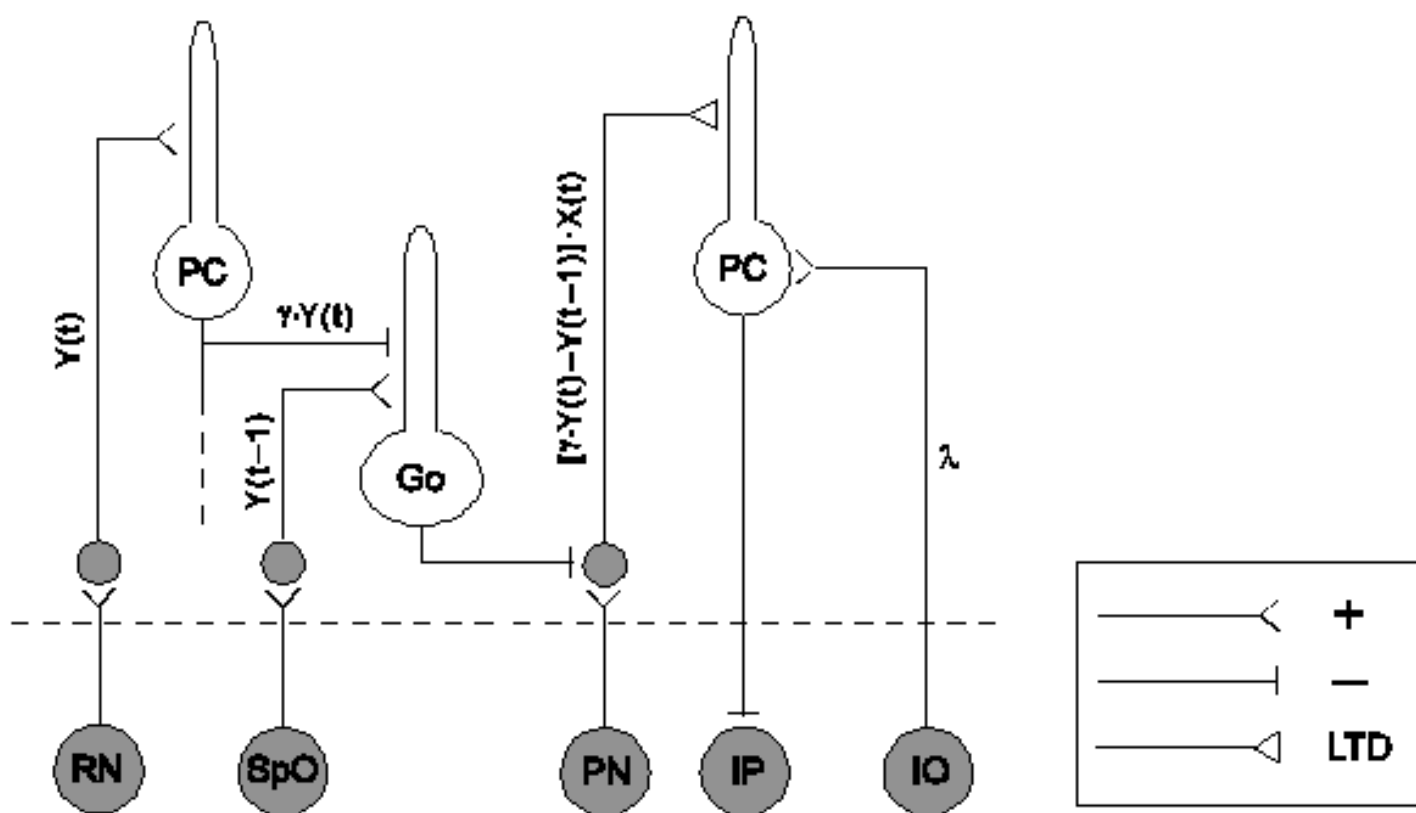 PC
PC
Y(t)
γ·Y(t)
Y(t−1)
Go
[γ·Y(t)−Y(t−1)]·X(t)
λ
RN
SpO
PN
IP
IO
+
−
LTD